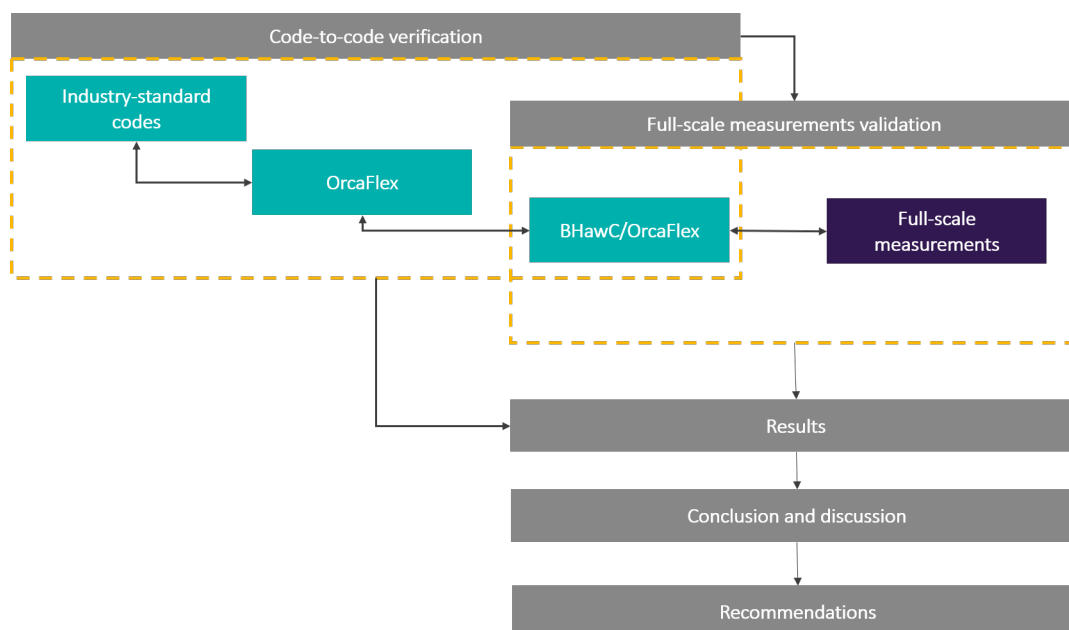 Code-to-code verification
Industry-standard
codes
Full-scale measurements validation
OrcaFlex
BHawC/OrcaFlex
Full-scale
measurements
Results
Conclusion and discussion
Recommendations